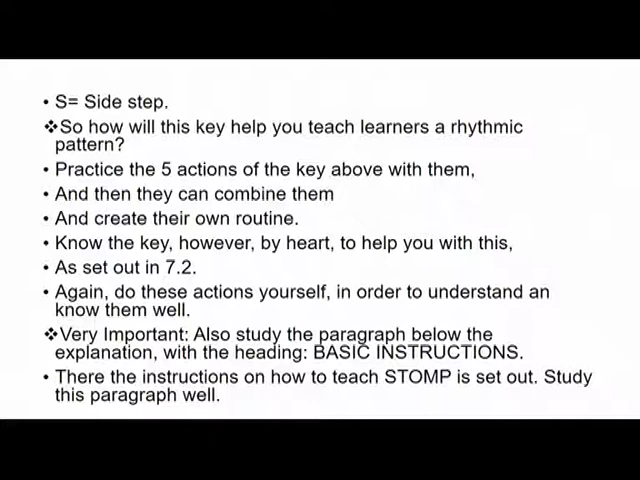 • S= Side step.
❖So how will this key help you teach learners a rhythmic
pattern?
• Practice the 5 actions of the key above with them,
• And then they can combine them
• And create their own routine.
• Know the key, however, by heart, to help you with this,
• As set out in 7.2.
• Again, do these actions yourself, in order to understand an
know them well.
❖Very Important: Also study the paragraph below the
explanation, with the heading: BASIC INSTRUCTIONS.
• There the instructions on how to teach STOMP is set out. Study
this paragraph well.